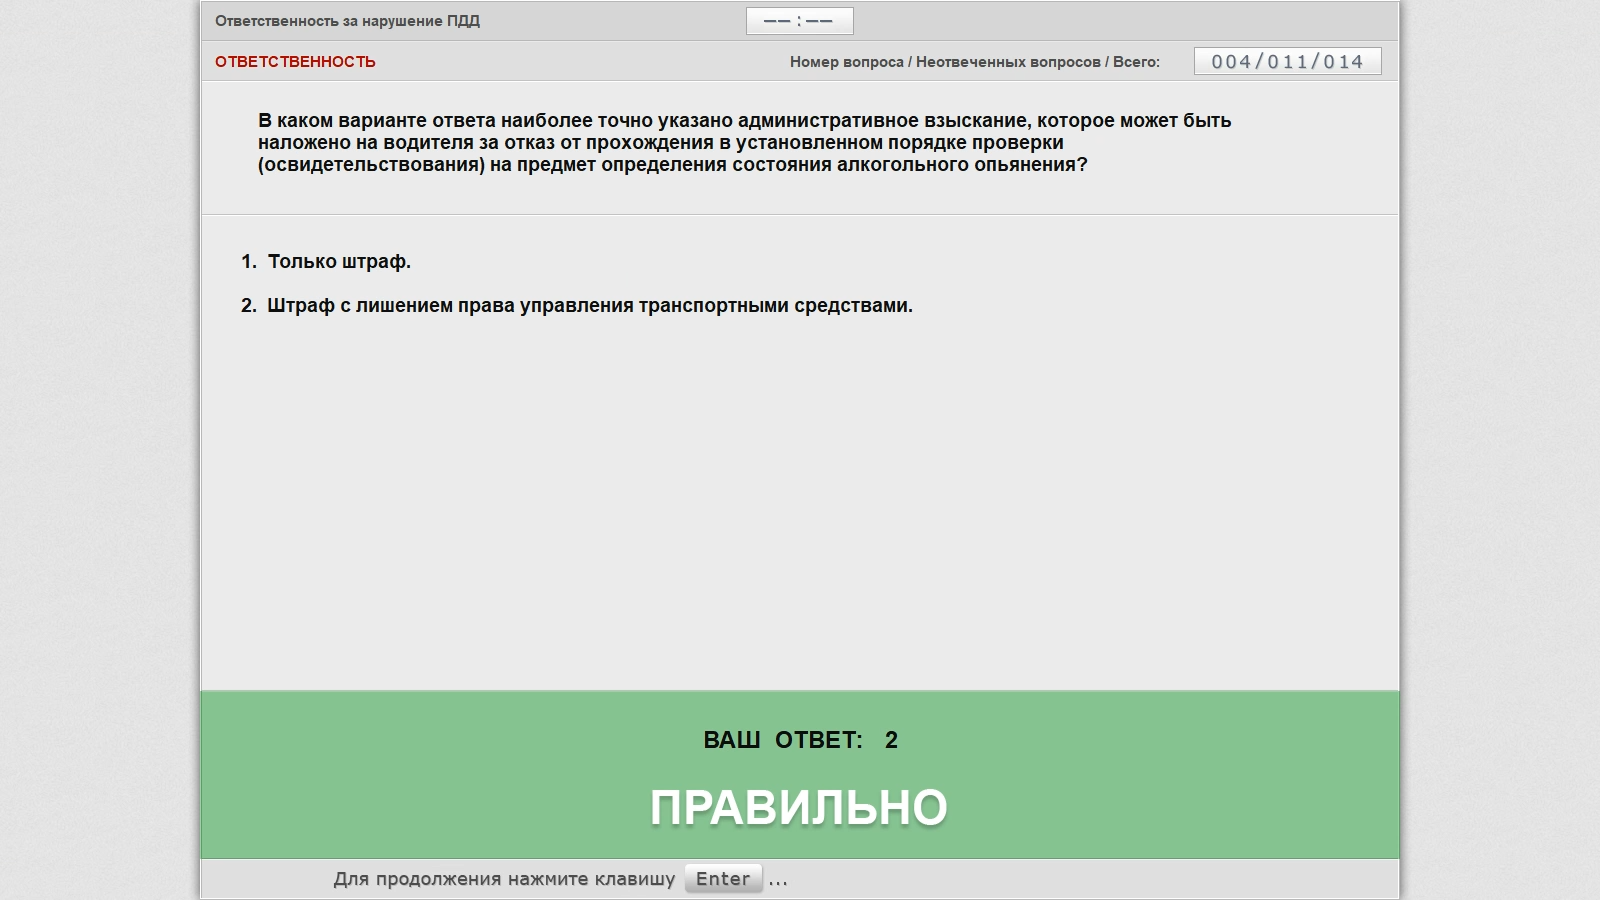 Ответственность за нарушение ПДД
——:——
ОТВЕТСТВЕННОСТЬ
Номер вопроса / Неотвеченных вопросов / Всего:
004/011/014
В каком варианте ответа наиболее точно указано административное взыскание, которое может быть
наложено на водителя за отказ от прохождения в установленном порядке проверки
(освидетельствования) на предмет определения состояния алкогольного опьянения?
1. Только штраф.
2. Штраф с лишением права управления транспортными средствами.
ВАШ ОТВЕТ: 2
ПРАВИЛЬНО
Для продолжения нажмите клавишу Enter ...